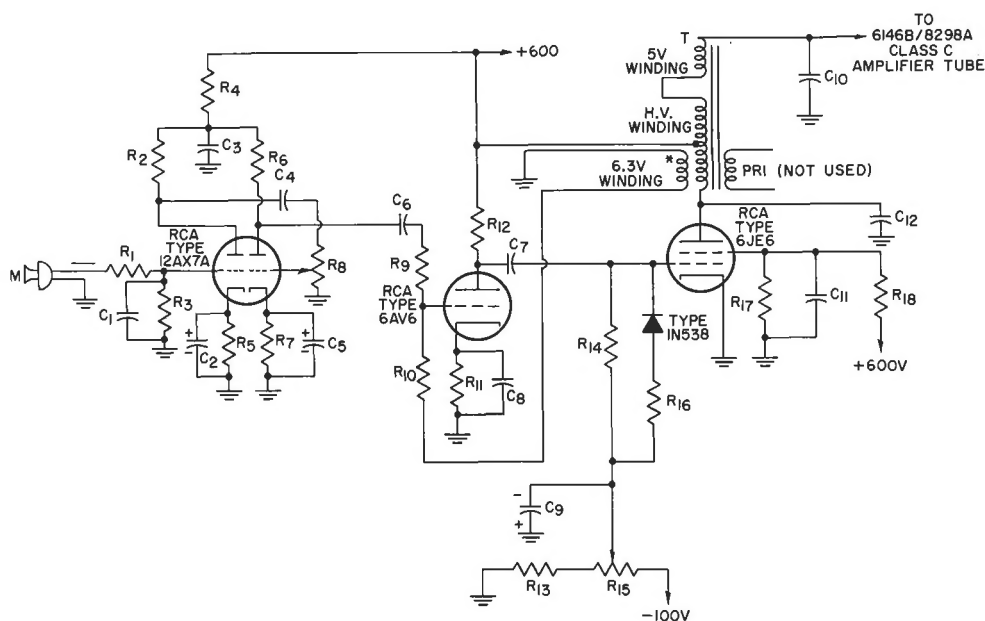 TO
6146B/8298A
CLASS C
AMPLIFIER TUBE
T
5V
WINDING
+600
C10
R4
H.V.
WINDING
R2
C3
R6
C4
6.3V
WINDING
*
PRI (NOT USED)
C6
R12
RCA
TYPE
6JE6
C12
RCA
TYPE
12AX7A
C7
R1
M
R8
R9
RCA
TYPE
6AV6
C1
R3
R17
C11
R18
TYPE
IN538
+
-
C2
R5
R7
+
-
C5
R14
+600V
R10
R11
C8
R16
-
C9
+
R13
R15
-100V